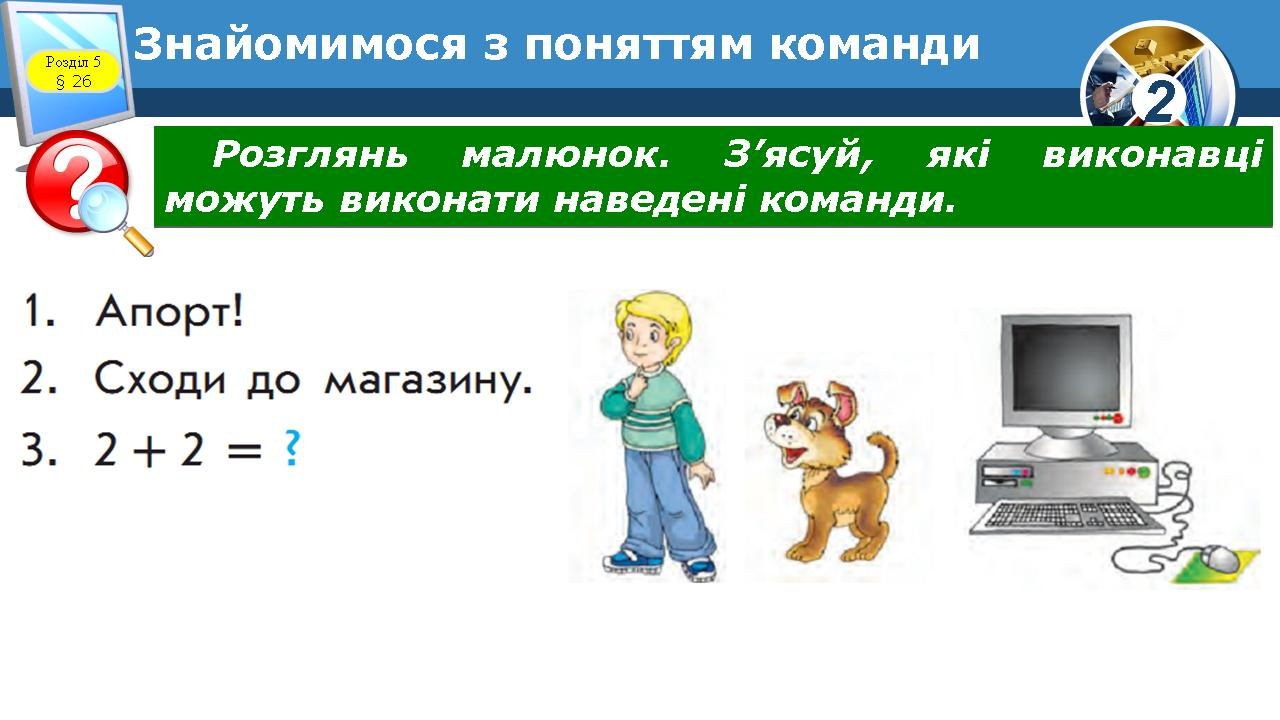 Знайомимося з поняттям команди
Розділ 5
§ 26
2
Розглянь малюнок. З’ясуй, які виконавці
можуть виконати наведені команди.
1. Апорт!
2. Сходи до магазину.
3. 2 + 2 = ?